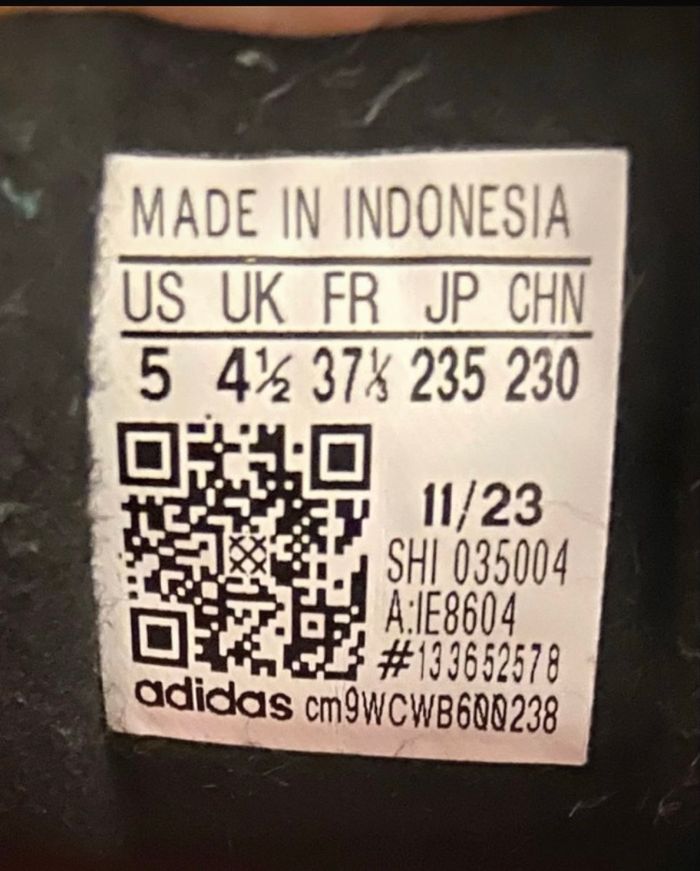 MADE IN INDONESIA
US UK FR JP CHN
5 4½ 37⅓ 235 230
11/23
SHI 035004
A:IE8604
#133652578
adidas cm9WCWB600238